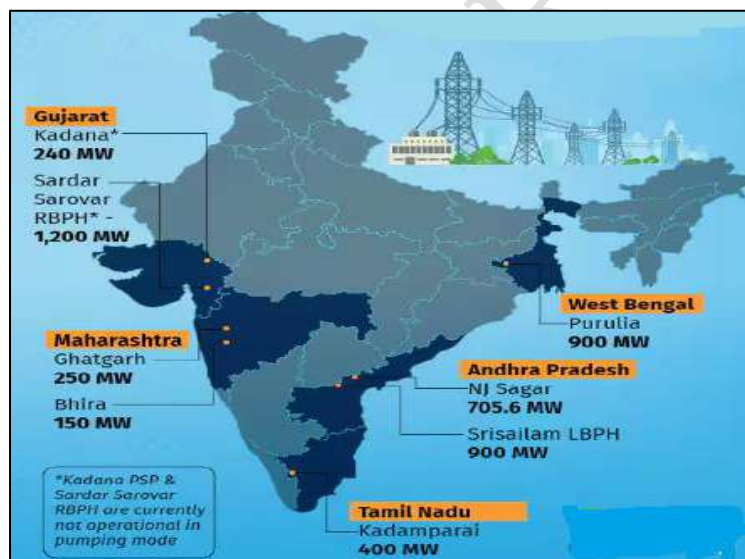 Gujarat
Kadana*
240 MW
Sardar
Sarovar
RBPH* -
1,200 MW
Maharashtra
Ghatgarh
250 MW
Bhira
150 MW
*Kadana PSP &
Sardar Sarovar
RBPH are currently
not operational in
pumping mode
West Bengal
Purulia
900 MW
Andhra Pradesh
NJ Sagar
705.6 MW
Srisailam LBPH
900 MW
Tamil Nadu
Kadamparai
400 MW